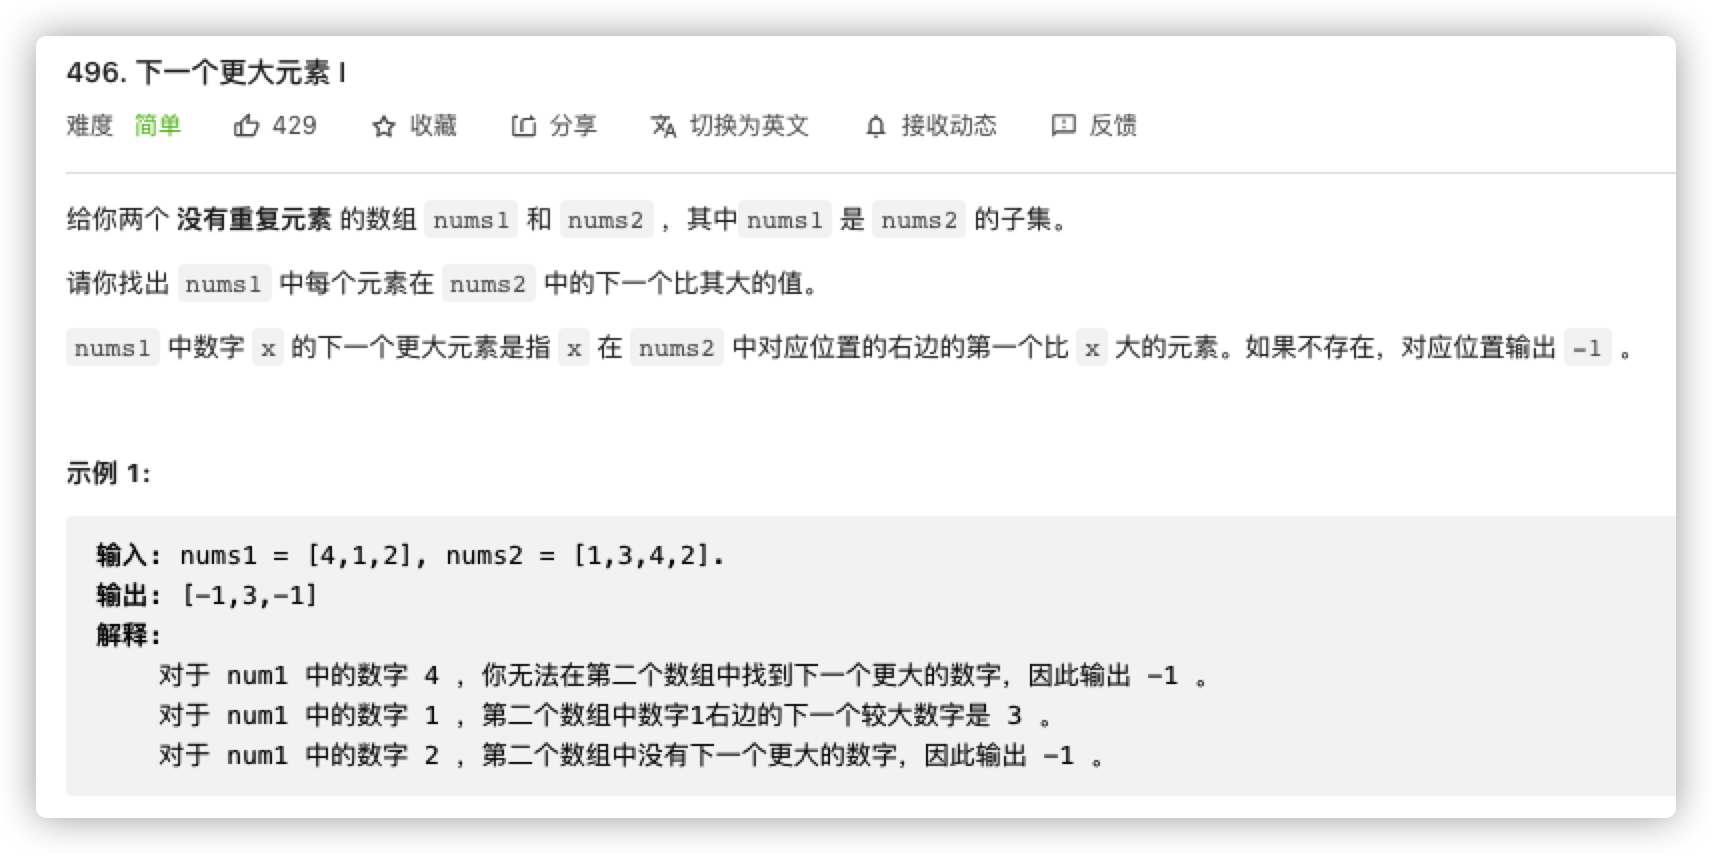 496. 下一个更大元素 I
难度 简单 429 收藏 分享 切换为英文 接收动态 反馈
给你两个 没有重复元素 的数组 nums1 和 nums2 ，其中 nums1 是 nums2 的子集。
请你找出 nums1 中每个元素在 nums2 中的下一个比其大的值。
nums1 中数字 x 的下一个更大元素是指 x 在 nums2 中对应位置的右边的第一个比 x 大的元素。如果不存在，对应位置输出 -1 。
示例 1:
输入: nums1 = [4,1,2], nums2 = [1,3,4,2].
输出: [-1,3,-1]
解释:
对于 num1 中的数字 4 ，你无法在第二个数组中找到下一个更大的数字，因此输出 -1 。
对于 num1 中的数字 1 ，第二个数组中数字1右边的下一个较大数字是 3 。
对于 num1 中的数字 2 ，第二个数组中没有下一个更大的数字，因此输出 -1 。